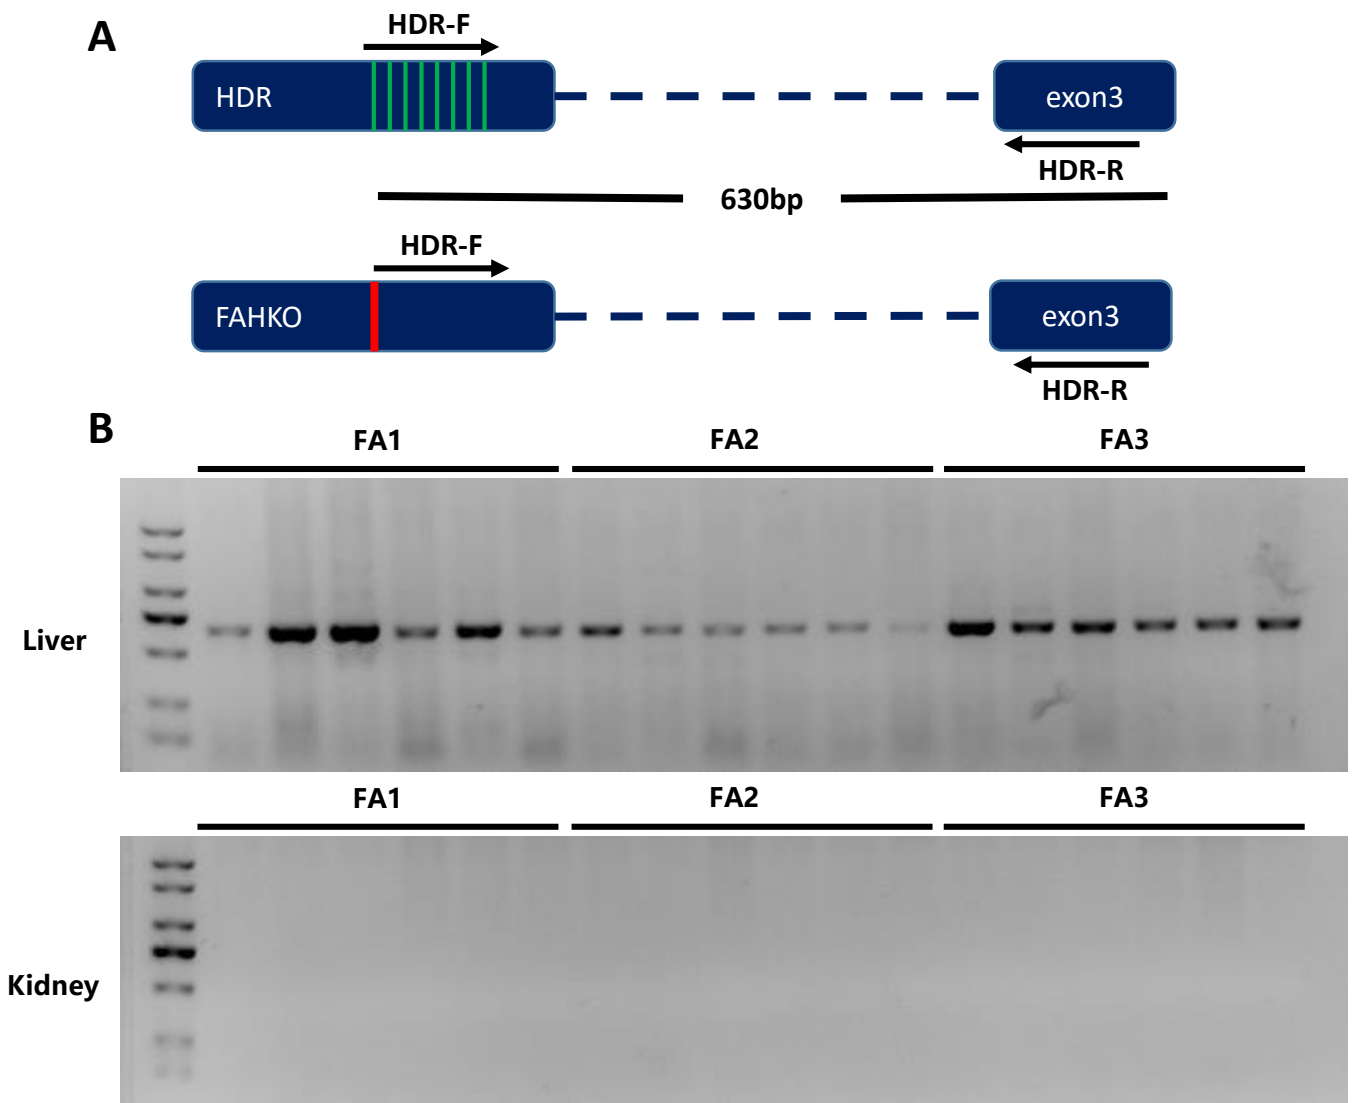 A
HDR-F
HDR
exon3
HDR-R
630bp
HDR-F
FAHKO
exon3
HDR-R
B
FA1 FA2 FA3
Liver
FA1 FA2 FA3
Kidney